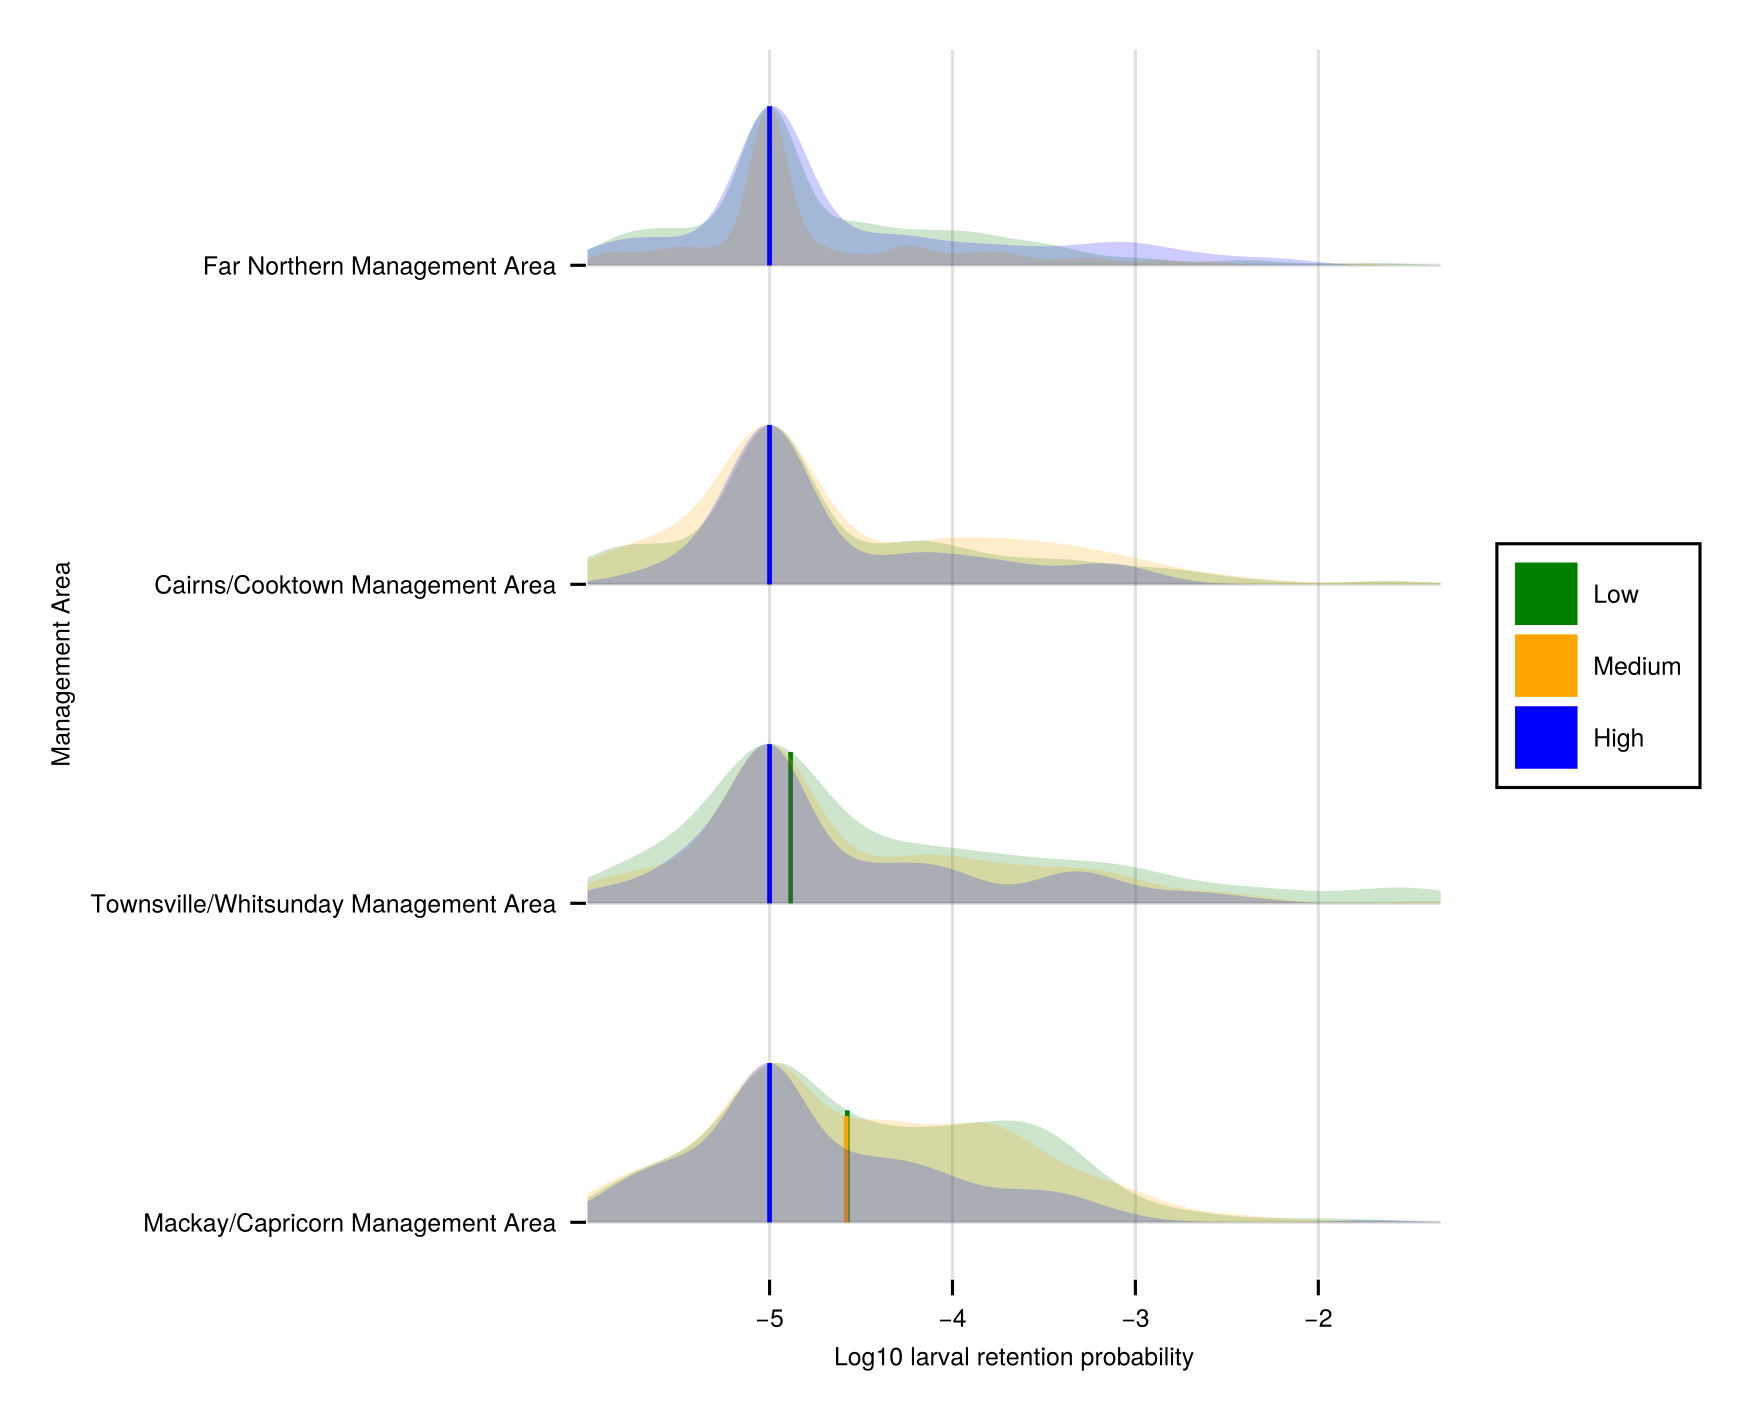 Far Northern Management Area
Cairns/Cooktown Management Area
Townsville/Whitsunday Management Area
Mackay/Capricorn Management Area
Management Area
−5
−4
−3
−2
Log10 larval retention probability
Low
Medium
High